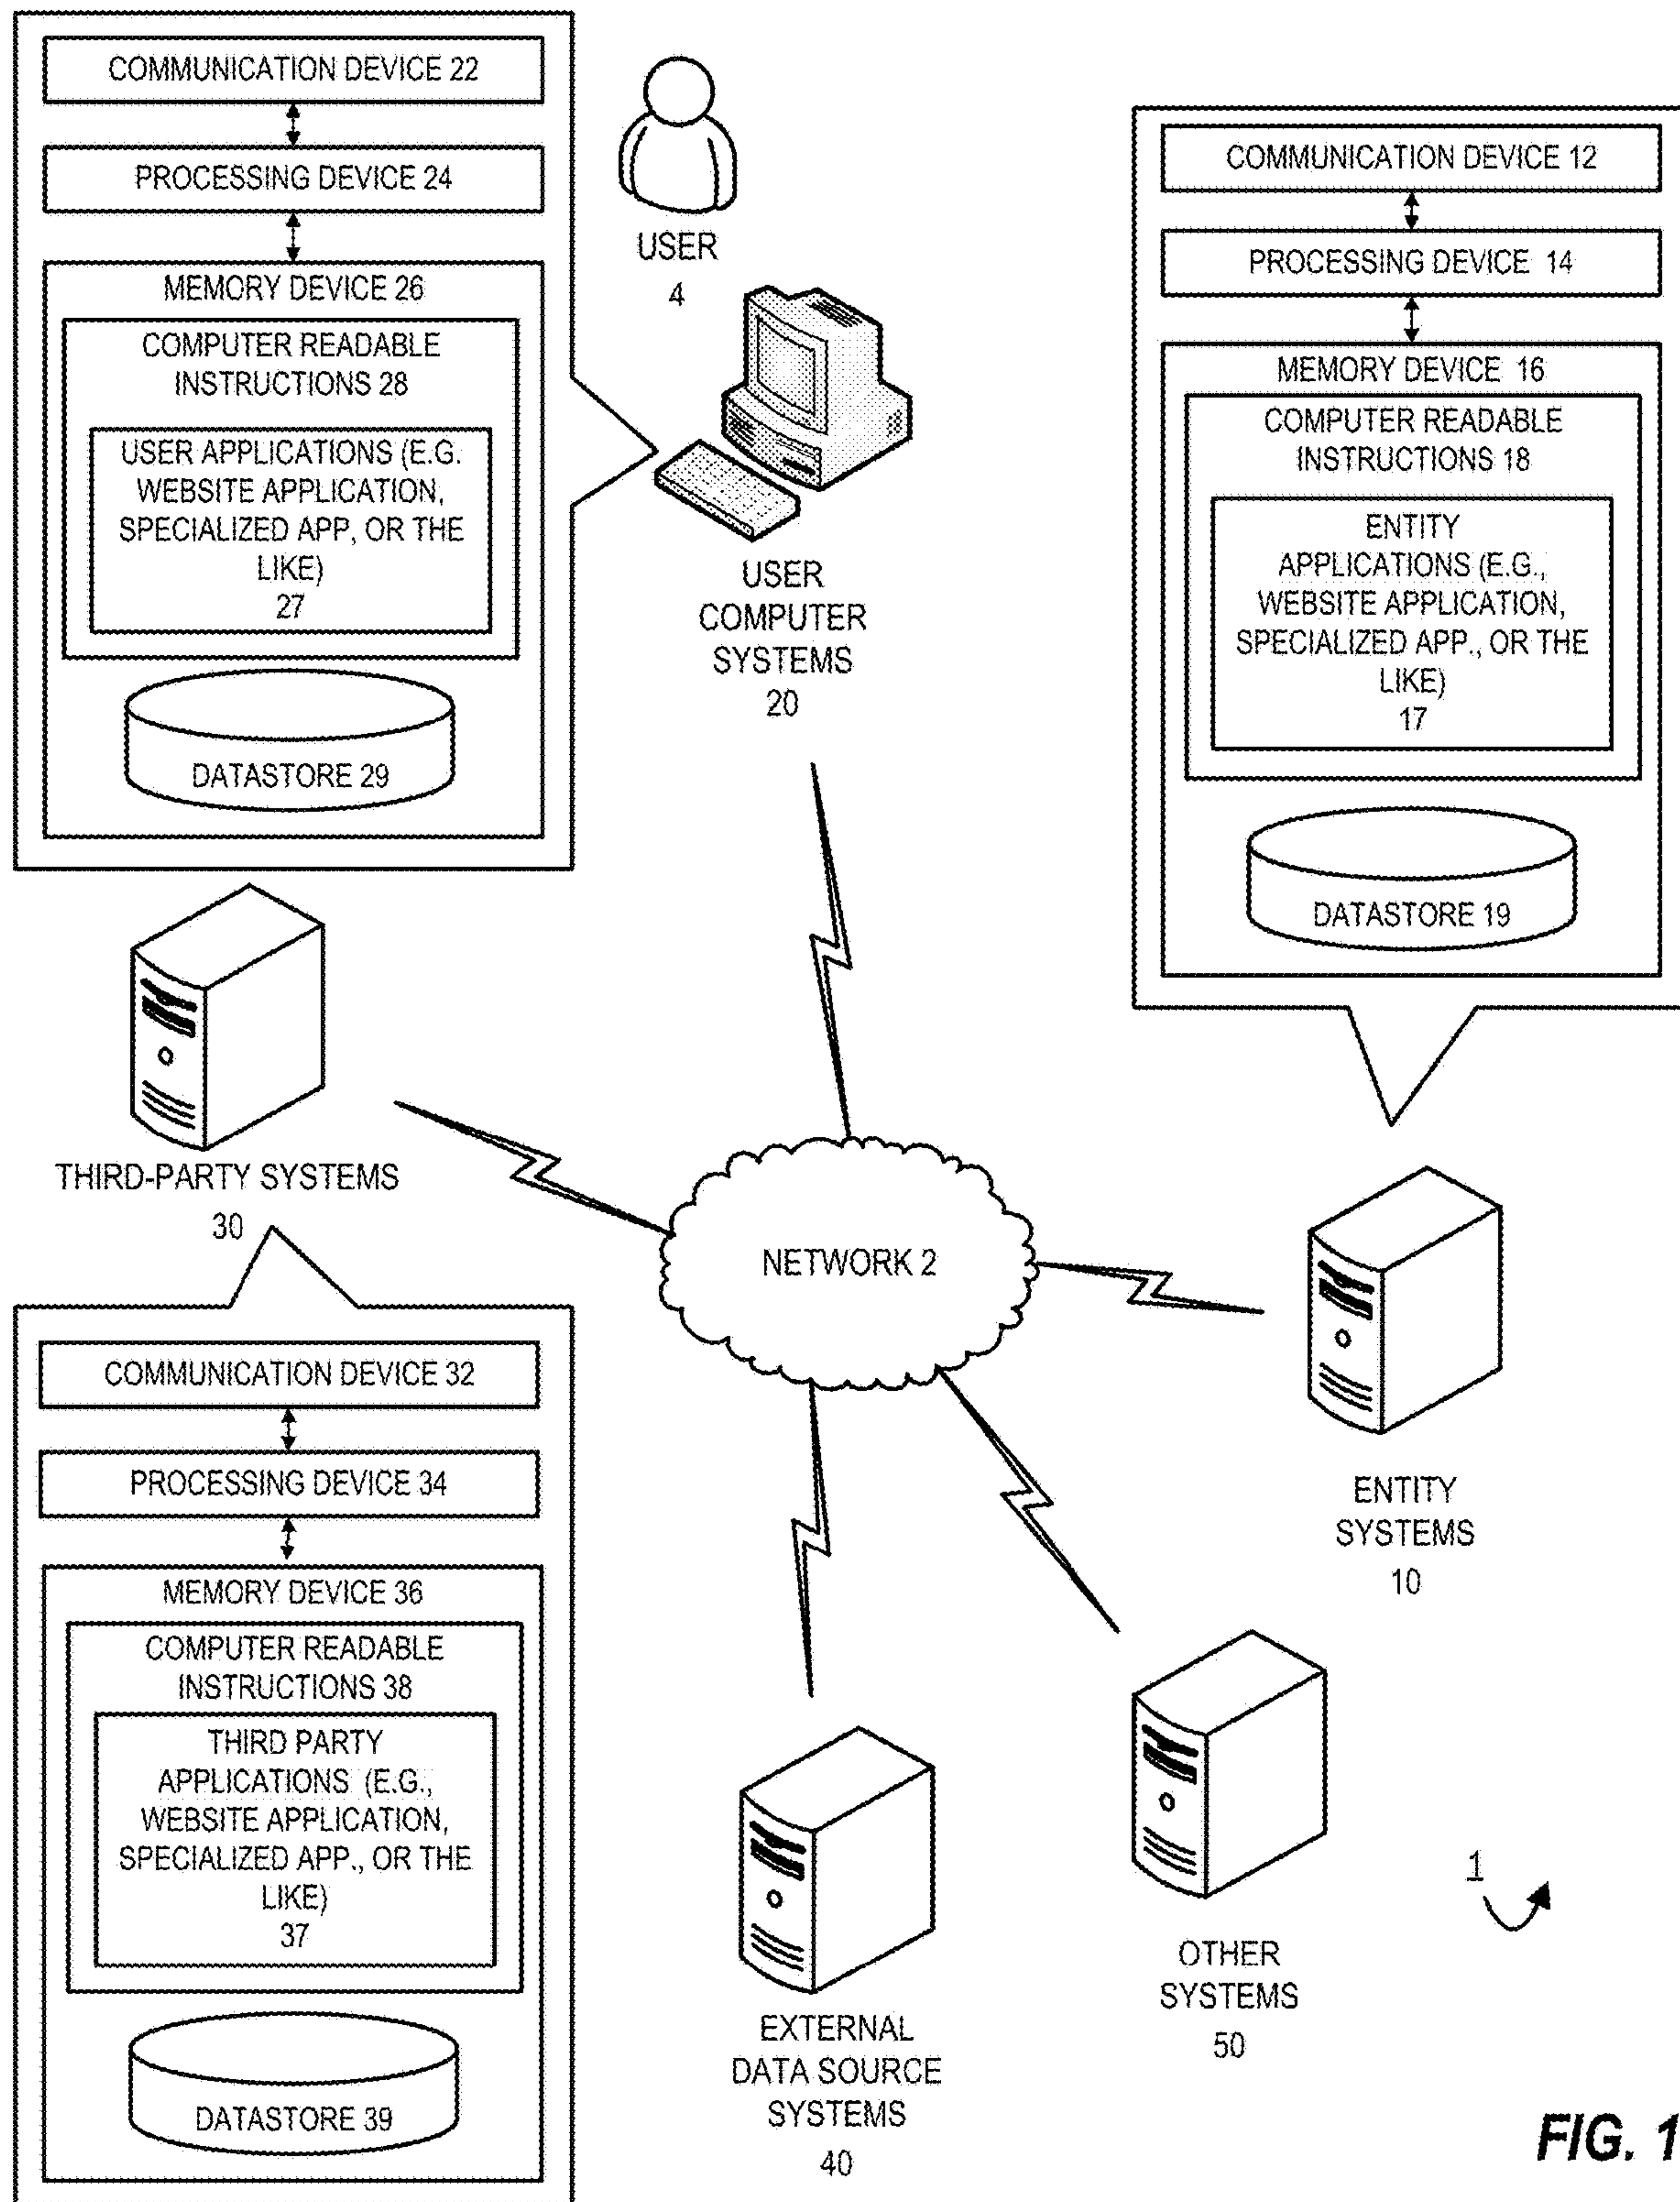 COMMUNICATION DEVICE 22
PROCESSING DEVICE 24
MEMORY DEVICE 26
COMPUTER READABLE
INSTRUCTIONS 28
USER APPLICATIONS (E.G.
WEBSITE APPLICATION,
SPECIALIZED APP, OR THE
LIKE)
27
DATASTORE 29
USER
4
USER
COMPUTER
SYSTEMS
20
COMMUNICATION DEVICE 12
PROCESSING DEVICE 14
MEMORY DEVICE 16
COMPUTER READABLE
INSTRUCTIONS 18
ENTITY
APPLICATIONS (E.G.,
WEBSITE APPLICATION,
SPECIALIZED APP., OR THE
LIKE)
17
DATASTORE 19
THIRD-PARTY SYSTEMS
30
NETWORK 2
ENTITY
SYSTEMS
10
COMMUNICATION DEVICE 32
PROCESSING DEVICE 34
MEMORY DEVICE 36
COMPUTER READABLE
INSTRUCTIONS 38
THIRD PARTY
APPLICATIONS (E.G.,
WEBSITE APPLICATION,
SPECIALIZED APP., OR THE
LIKE)
37
DATASTORE 39
EXTERNAL
DATA SOURCE
SYSTEMS
40
OTHER
SYSTEMS
50
1
FIG. 1